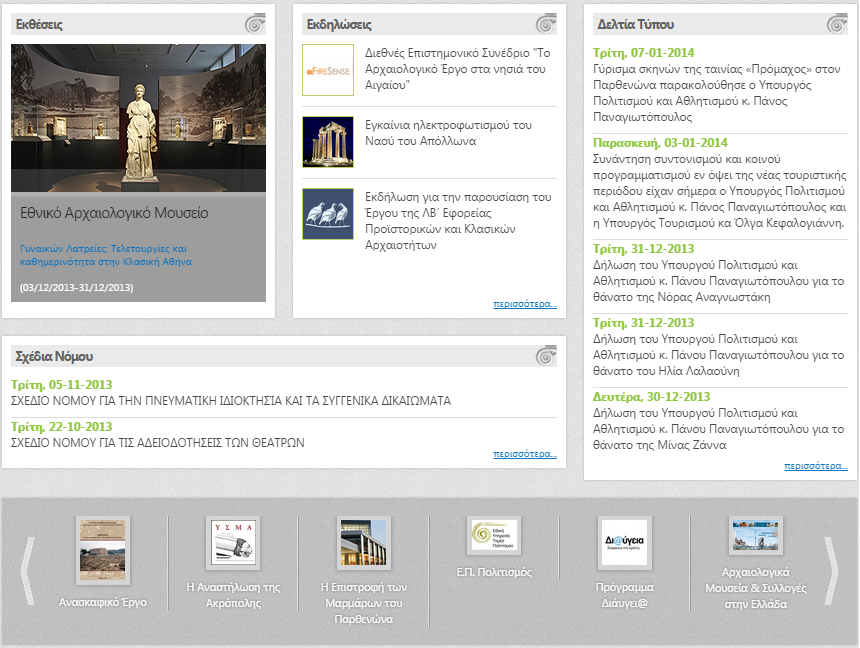 Εκθέσεις
Εθνικό Αρχαιολογικό Μουσείο
Γυναικών Λατρείες: Τελετουργίες και
καθημερινότητα στην Κλασική Αθήνα
(03/12/2013-31/12/2013)
Εκδηλώσεις
FIRESENSE
Διεθνές Επιστημονικό Συνέδριο "Το
Αρχαιολογικό Έργο στα νησιά του
Αιγαίου"
Εγκαίνια ηλεκτροφωτισμού του
Ναού του Απόλλωνα
Εκδήλωση για την παρουσίαση του
Έργου της ΛΒ΄ Εφορείας
Προϊστορικών και Κλασικών
Αρχαιοτήτων
περισσότερα...
Δελτία Τύπου
Τρίτη, 07-01-2014
Γύρισμα σκηνών της ταινίας «Πρόμαχος» στον
Παρθενώνα παρακολούθησε ο Υπουργός
Πολιτισμού και Αθλητισμού κ. Πάνος
Παναγιωτόπουλος
Παρασκευή, 03-01-2014
Συνάντηση συντονισμού και κοινού
προγραμματισμού εν όψει της νέας τουριστικής
περιόδου είχαν σήμερα ο Υπουργός Πολιτισμού
και Αθλητισμού κ. Πάνος Παναγιωτόπουλος και
η Υπουργός Τουρισμού κα Όλγα Κεφαλογιάννη.
Τρίτη, 31-12-2013
Δήλωση του Υπουργού Πολιτισμού και
Αθλητισμού κ. Πάνου Παναγιωτόπουλου για το
θάνατο της Νόρας Αναγνωστάκη
Τρίτη, 31-12-2013
Δήλωση του Υπουργού Πολιτισμού και
Αθλητισμού κ. Πάνου Παναγιωτόπουλου για το
θάνατο του Ηλία Λαλαούνη
Δευτέρα, 30-12-2013
Δήλωση του Υπουργού Πολιτισμού και
Αθλητισμού κ. Πάνου Παναγιωτόπουλου για το
θάνατο της Μίνας Ζάννα
περισσότερα...
Σχέδια Νόμου
Τρίτη, 05-11-2013
ΣΧΕΔΙΟ ΝΟΜΟΥ ΓΙΑ ΤΗΝ ΠΝΕΥΜΑΤΙΚΗ ΙΔΙΟΚΤΗΣΙΑ ΚΑΙ ΤΑ ΣΥΓΓΕΝΙΚΑ ΔΙΚΑΙΩΜΑΤΑ
Τρίτη, 22-10-2013
ΣΧΕΔΙΟ ΝΟΜΟΥ ΓΙΑ ΤΙΣ ΑΔΕΙΟΔΟΤΗΣΕΙΣ ΤΩΝ ΘΕΑΤΡΩΝ
περισσότερα...
Ανασκαφικό Έργο
Υ Σ Μ Α
Η Αναστήλωση της
Ακρόπολης
Η Επιστροφή των
Μαρμάρων του
Παρθενώνα
Ειδική
Υπηρεσία
Τομέα
Πολιτισμού
Ε.Π. Πολιτισμός
Δι@ύγεια
Πρόγραμμα
Διάυγει@
Αρχαιολογικά
Μουσεία & Συλλογές
στην Ελλάδα